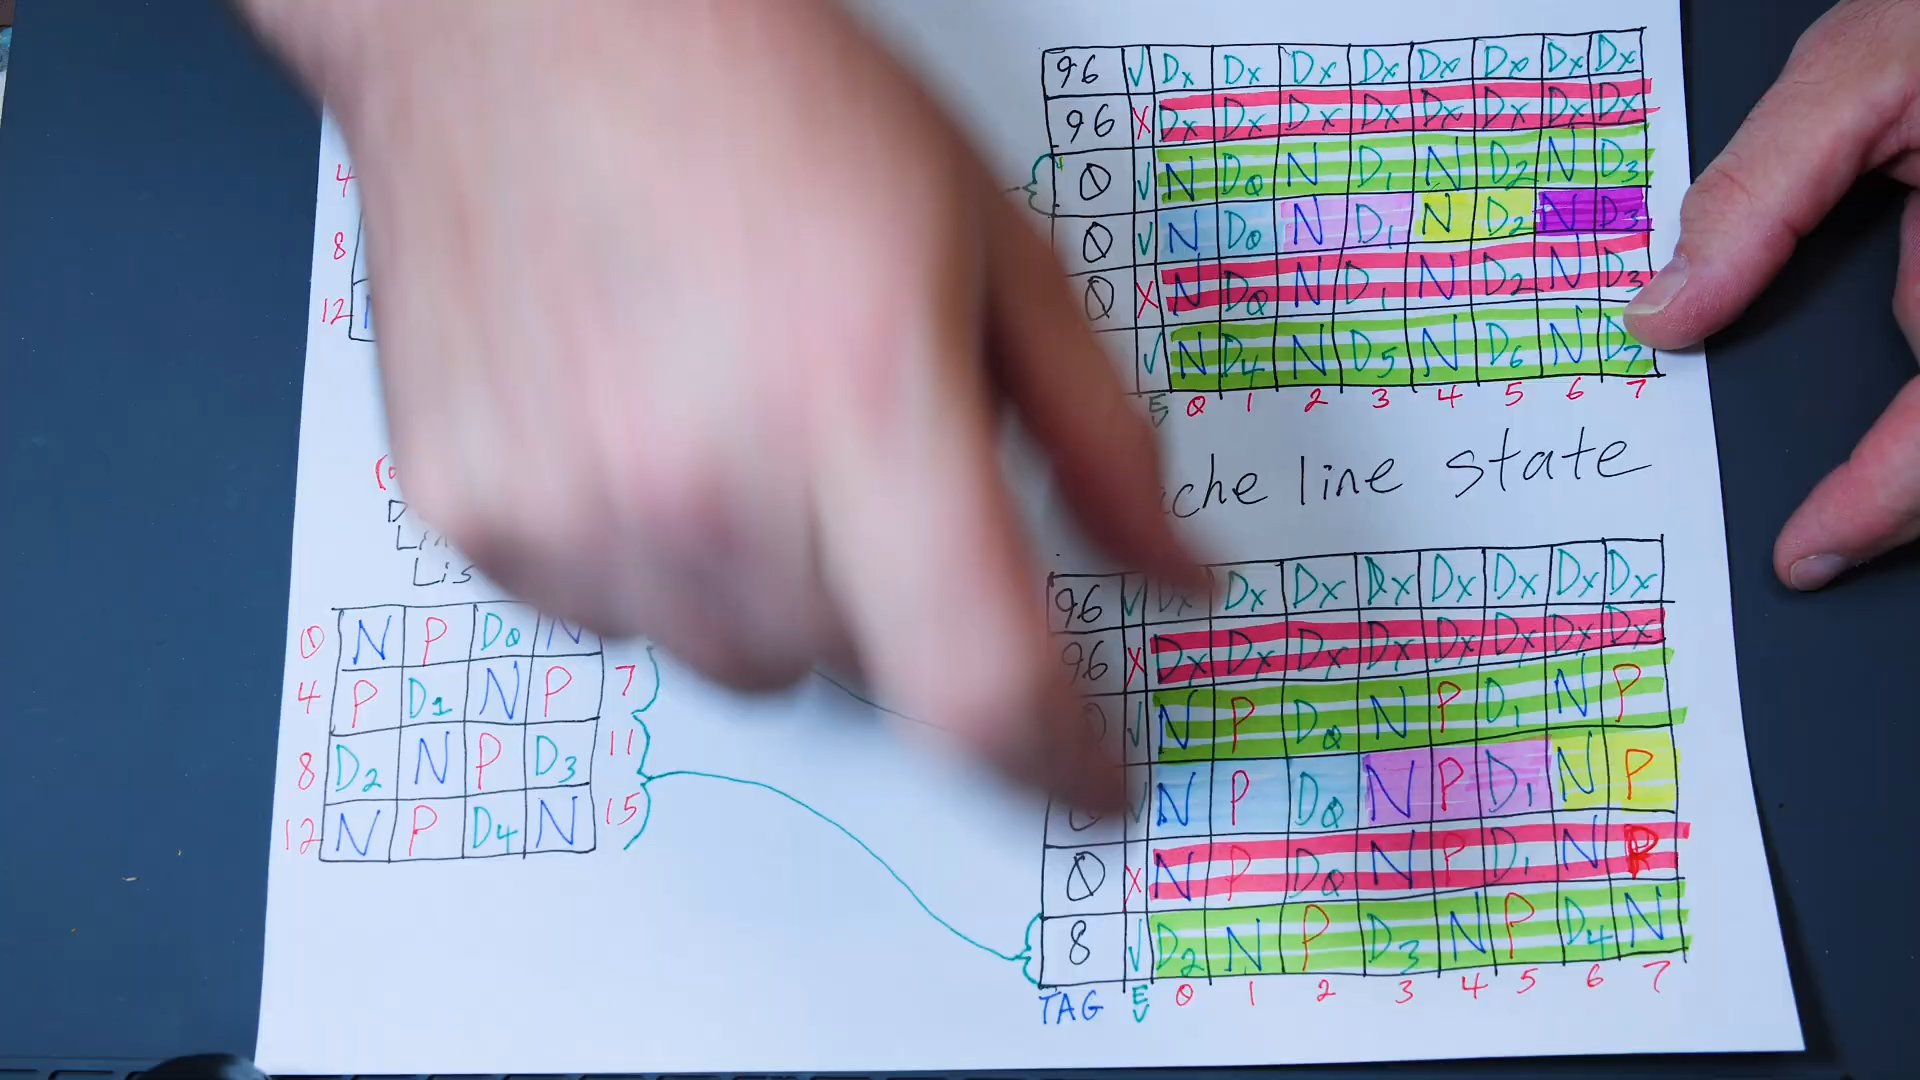 96 √ Dx Dx Dx Dx Dx Dx Dx Dx
96 X Dx Dx Dx Dx Dx Dx Dx Dx
4 0 √ N D0 N D1 N D2 N D3
8 0 √ N D0 N D1 N D2 N D3
12 0 X N D0 N D1 N D2 N D3
√ N D4 N D5 N D6 N D7
0 1 2 3 4 5 6 7
line state
96 √ Dx Dx Dx Dx Dx Dx Dx Dx
96 X Dx Dx Dx Dx Dx Dx Dx Dx
√ N P D0 N P D1 N P
N P D0 N P D1 N P
0 X N P D0 N P D1 N P
8 √ D2 N P D3 N P D4 N
TAG EV 0 1 2 3 4 5 6 7
0 N P D0 N
4 P D1 N P 7
8 D2 N P D3 11
12 N P D4 N 15